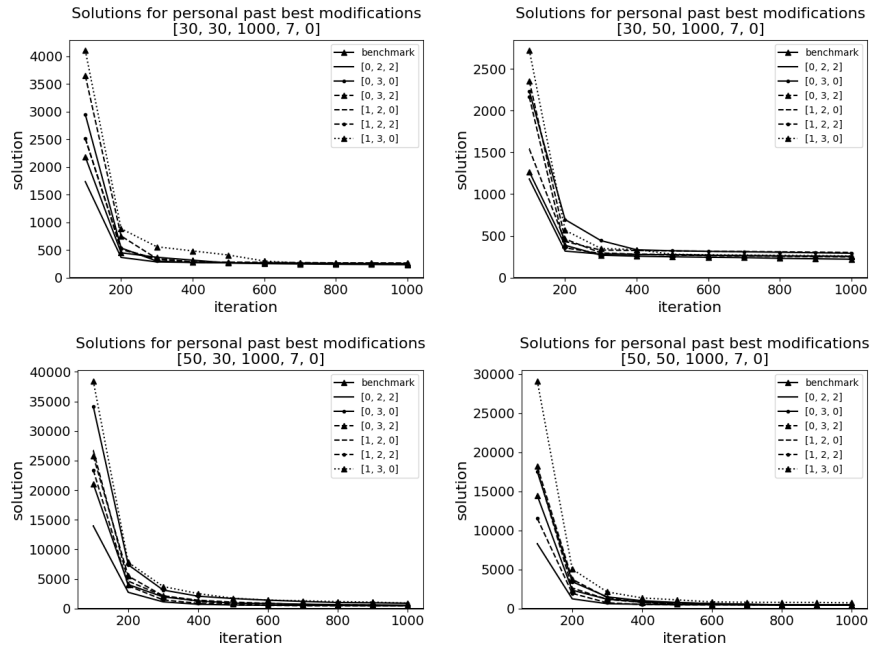 Solutions for personal past best modifications
[30, 30, 1000, 7, 0]
4000
3500
3000
2500
2000
1500
1000
500
0
solution
200
400
600
800
1000
iteration
benchmark
[0, 2, 2]
[0, 3, 0]
[0, 3, 2]
[1, 2, 0]
[1, 2, 2]
[1, 3, 0]
Solutions for personal past best modifications
[30, 50, 1000, 7, 0]
2500
2000
1500
1000
500
0
solution
200
400
600
800
1000
iteration
benchmark
[0, 2, 2]
[0, 3, 0]
[0, 3, 2]
[1, 2, 0]
[1, 2, 2]
[1, 3, 0]
Solutions for personal past best modifications
[50, 30, 1000, 7, 0]
40000
35000
30000
25000
20000
15000
10000
5000
0
solution
200
400
600
800
1000
iteration
benchmark
[0, 2, 2]
[0, 3, 0]
[0, 3, 2]
[1, 2, 0]
[1, 2, 2]
[1, 3, 0]
Solutions for personal past best modifications
[50, 50, 1000, 7, 0]
30000
25000
20000
15000
10000
5000
0
solution
200
400
600
800
1000
iteration
benchmark
[0, 2, 2]
[0, 3, 0]
[0, 3, 2]
[1, 2, 0]
[1, 2, 2]
[1, 3, 0]